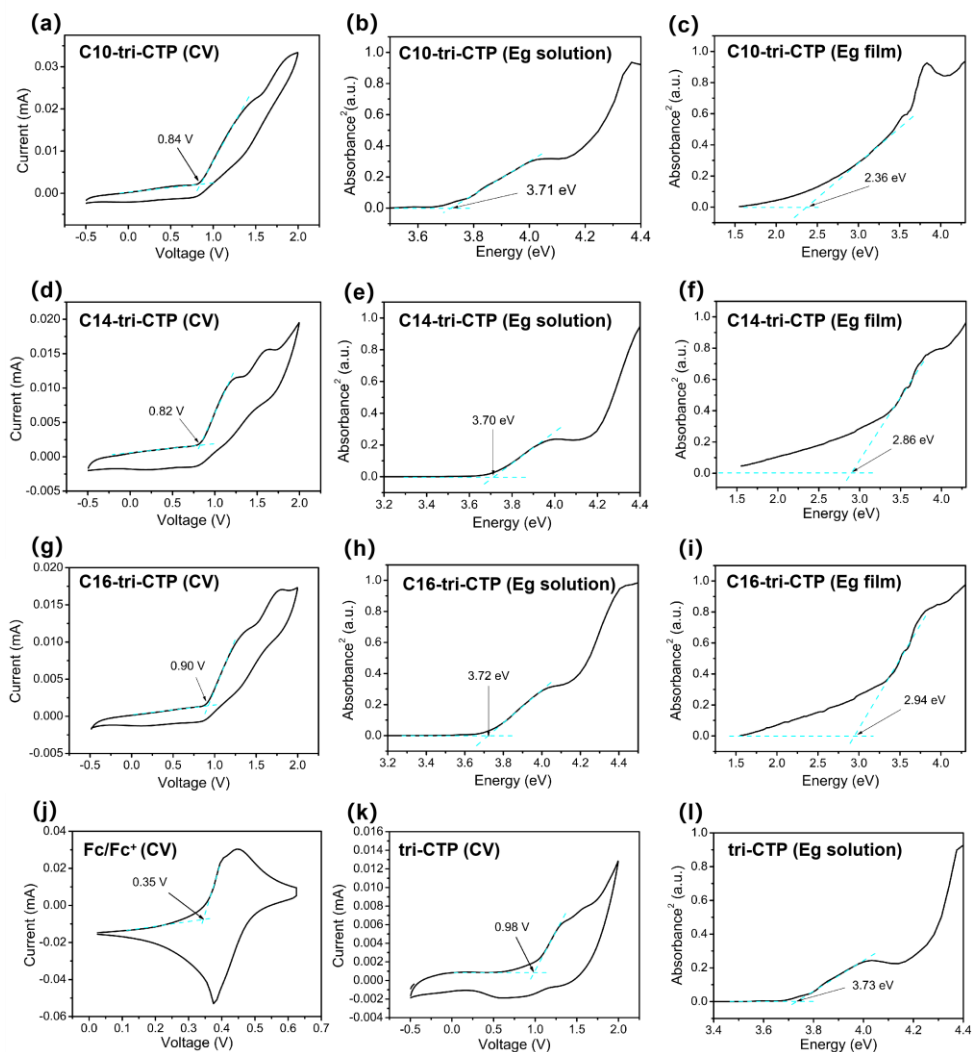 (a)
C10-tri-CTP (CV)
0.84 V
Current (mA)
0.03
0.02
0.01
0.00
-0.5 0.0 0.5 1.0 1.5 2.0
Voltage (V)
(b)
C10-tri-CTP (Eg solution)
3.71 eV
Absorbance² (a.u.)
1.0
0.8
0.6
0.4
0.2
0.0
3.6 3.8 4.0 4.2 4.4
Energy (eV)
(c)
C10-tri-CTP (Eg film)
2.36 eV
Absorbance² (a.u.)
1.0
0.8
0.6
0.4
0.2
0.0
1.5 2.0 2.5 3.0 3.5 4.0
Energy (eV)
(d)
C14-tri-CTP (CV)
0.82 V
Current (mA)
0.020
0.015
0.010
0.005
0.000
-0.005
-0.5 0.0 0.5 1.0 1.5 2.0
Voltage (V)
(e)
C14-tri-CTP (Eg solution)
3.70 eV
Absorbance² (a.u.)
1.0
0.8
0.6
0.4
0.2
0.0
3.2 3.4 3.6 3.8 4.0 4.2 4.4
Energy (eV)
(f)
C14-tri-CTP (Eg film)
2.86 eV
Absorbance² (a.u.)
1.0
0.8
0.6
0.4
0.2
0.0
1.5 2.0 2.5 3.0 3.5 4.0
Energy (eV)
(g)
C16-tri-CTP (CV)
0.90 V
Current (mA)
0.020
0.015
0.010
0.005
0.000
-0.005
-0.5 0.0 0.5 1.0 1.5 2.0
Voltage (V)
(h)
C16-tri-CTP (Eg solution)
3.72 eV
Absorbance² (a.u.)
1.0
0.8
0.6
0.4
0.2
0.0
3.2 3.4 3.6 3.8 4.0 4.2 4.4
Energy (eV)
(i)
C16-tri-CTP (Eg film)
2.94 eV
Absorbance² (a.u.)
1.0
0.8
0.6
0.4
0.2
0.0
1.5 2.0 2.5 3.0 3.5 4.0
Energy (eV)
(j)
Fc/Fc⁺ (CV)
0.35 V
Current (mA)
0.04
0.02
0.00
-0.02
-0.04
-0.06
0.0 0.1 0.2 0.3 0.4 0.5 0.6 0.7
Voltage (V)
(k)
tri-CTP (CV)
0.98 V
Current (mA)
0.016
0.014
0.012
0.010
0.008
0.006
0.004
0.002
0.000
-0.002
-0.004
-0.5 0.0 0.5 1.0 1.5 2.0
Voltage (V)
(l)
tri-CTP (Eg solution)
3.73 eV
Absorbance² (a.u.)
1.0
0.8
0.6
0.4
0.2
0.0
3.4 3.6 3.8 4.0 4.2 4.4
Energy (eV)